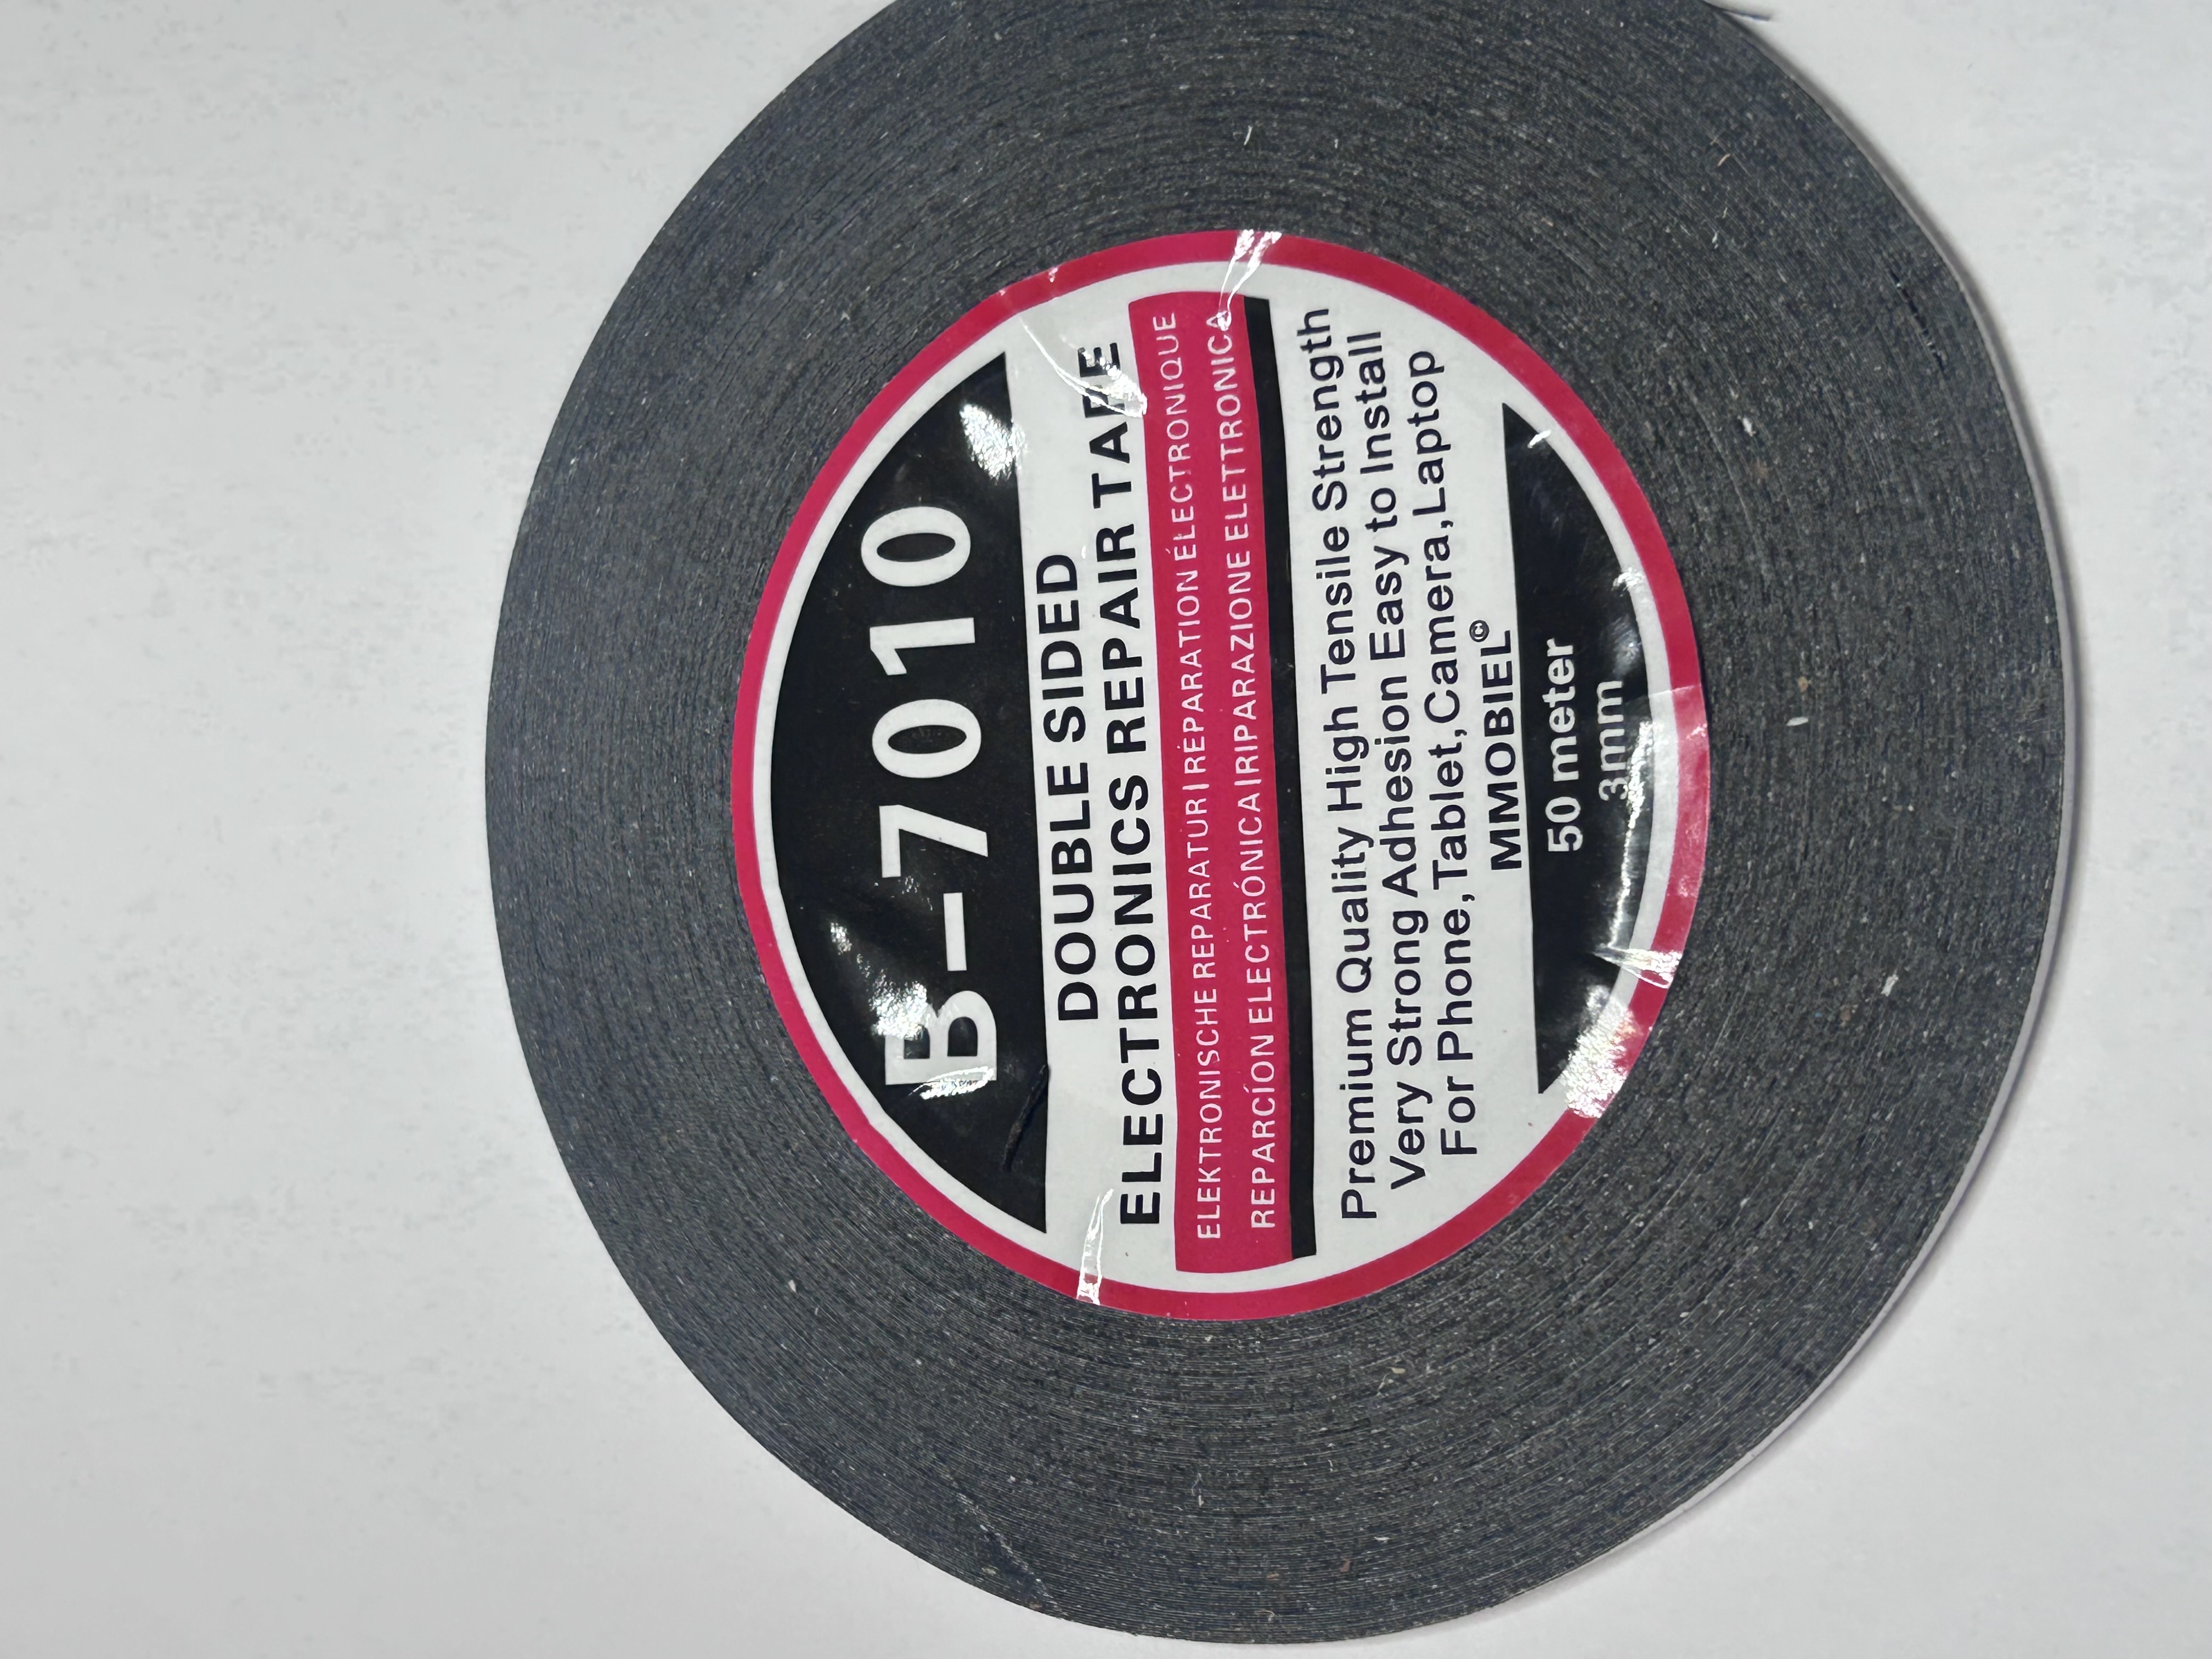 B-7010
DOUBLE SIDED
ELECTRONICS REPAIR TAPE
ELEKTRONISCHE REPARATUR I RÉPARATION ÉLECTRONIQUE
REPARCÍON ELECTRÓNICA IRIPARAZIONE ELETTRONICA
Premium Quality High Tensile Strength
Very Strong Adhesion Easy to Install
For Phone,Tablet,Camera,Laptop
MMOBIEL©
50 meter
3mm